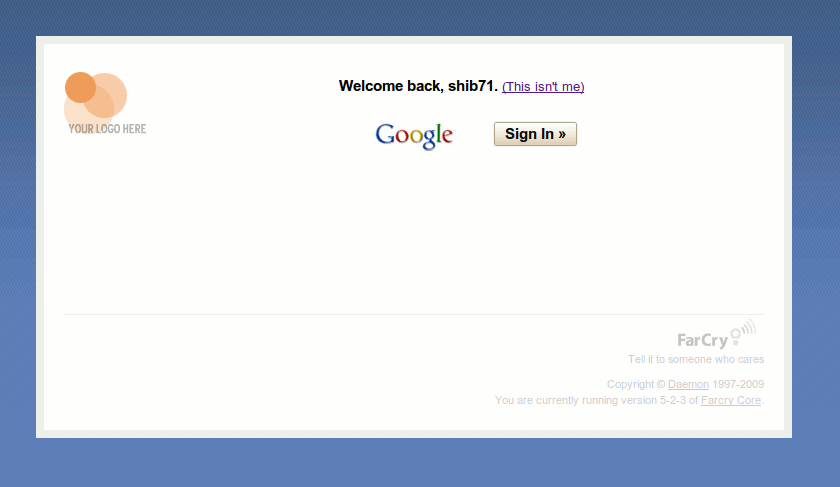 YOUR LOGO HERE
Welcome back, shib71. (This isn't me)
Google
Sign In »
FarCry
Tell it to someone who cares
Copyright © Daemon 1997-2009
You are currently running version 5-2-3 of Farcry Core.